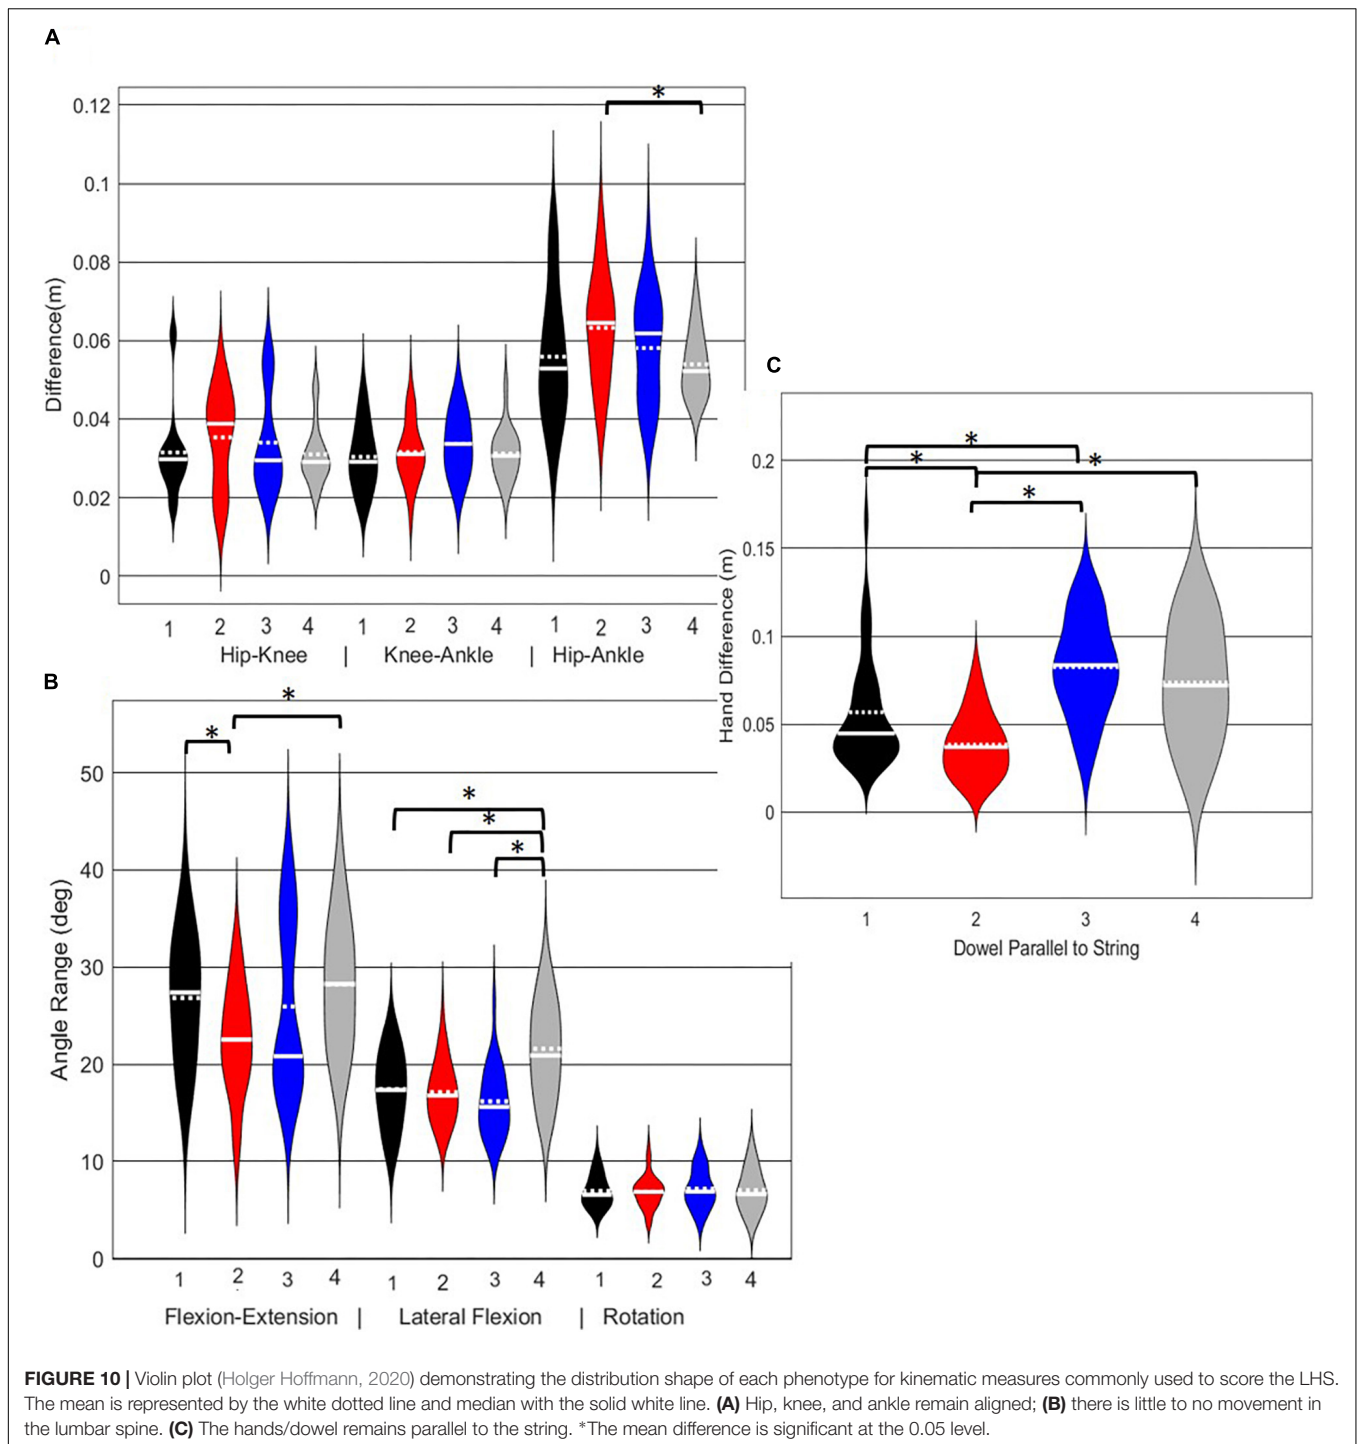 A
*
0.12
0.1
0.08
0.06
0.04
0.02
0
Difference(m)
1 2 3 4 1 2 3 4 1 2 3 4
Hip-Knee | Knee-Ankle | Hip-Ankle
B
*
*
*
*
*
50
40
30
20
10
0
Angle Range (deg)
1 2 3 4 1 2 3 4 1 2 3 4
Flexion-Extension | Lateral Flexion | Rotation
C
*
*
*
*
0.2
0.15
0.1
0.05
0
Hand Difference (m)
1 2 3 4
Dowel Parallel to String
FIGURE 10 | Violin plot (Holger Hoffmann, 2020) demonstrating the distribution shape of each phenotype for kinematic measures commonly used to score the LHS.
The mean is represented by the white dotted line and median with the solid white line. (A) Hip, knee, and ankle remain aligned; (B) there is little to no movement in
the lumbar spine. (C) The hands/dowel remains parallel to the string. *The mean difference is significant at the 0.05 level.